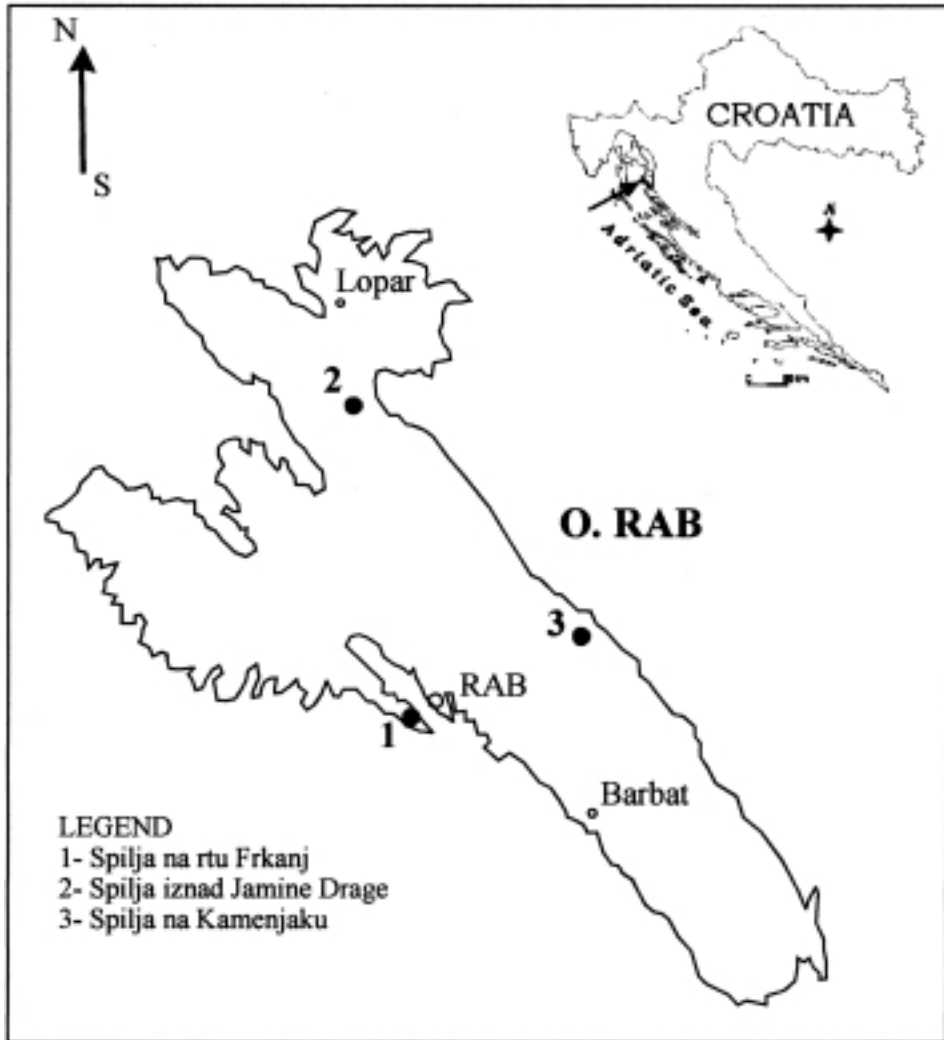 N
S
CROATIA
N
Adriatic Sea
Lopar
2
O. RAB
3
RAB
1
Barbat
LEGEND
1- Spilja na rtu Frkanj
2- Spilja iznad Jamine Drage
3- Spilja na Kamenjaku